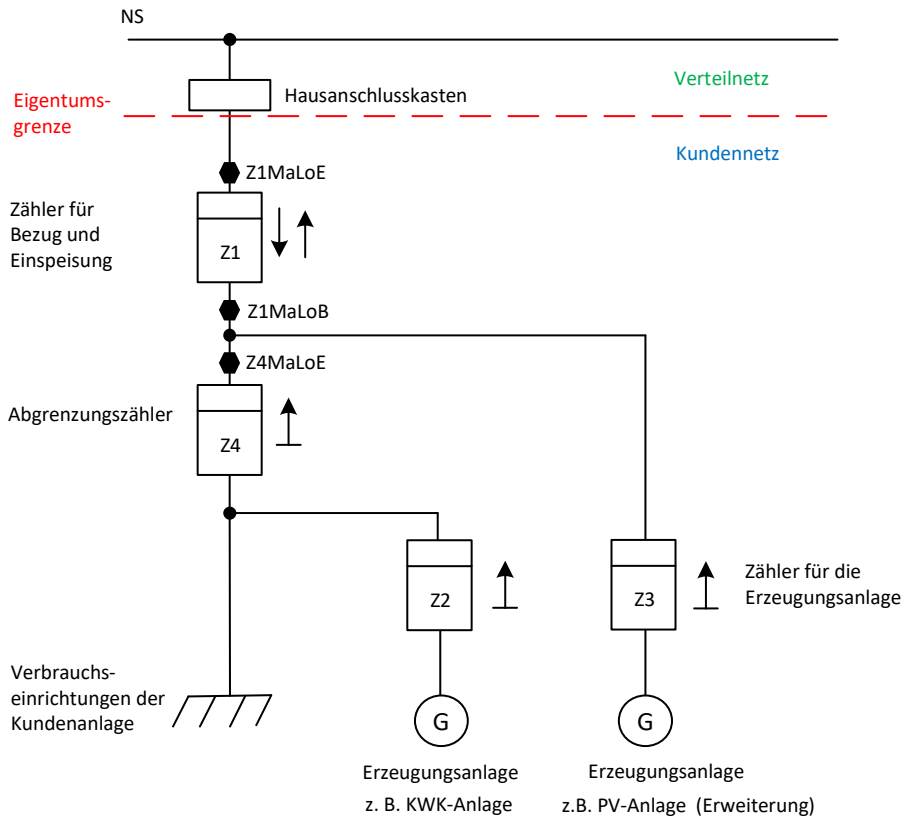 NS
Hausanschlusskasten
Verteilnetz
Eigentums-
grenze
Kundennetz
Z1MaLoE
Zähler für
Bezug und
Einspeisung
Z1
Z1MaLoB
Z4MaLoE
Abgrenzungszähler
Z4
Z2
Z3
Zähler für die
Erzeugungsanlage
Verbrauchs-
einrichtungen der
Kundenanlage
G
G
Erzeugungsanlage
z. B. KWK-Anlage
Erzeugungsanlage
z.B. PV-Anlage (Erweiterung)